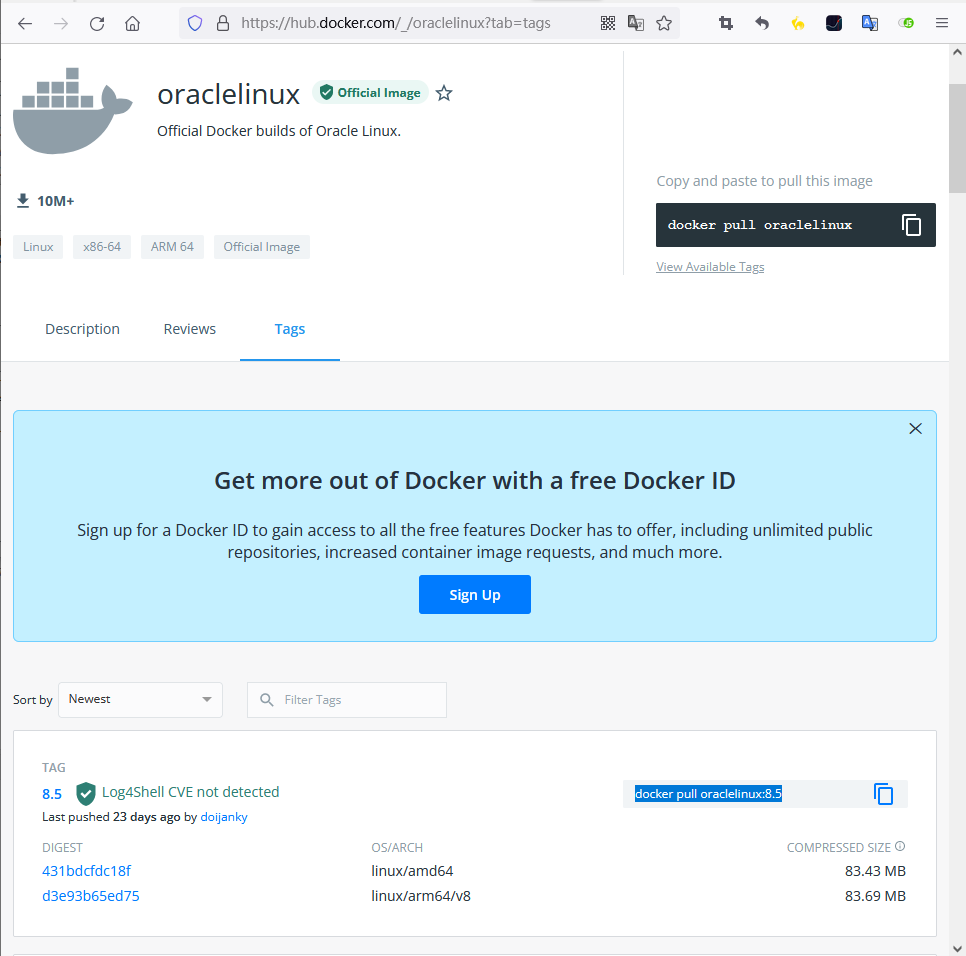 https://hub.docker.com/_/oraclelinux?tab=tags
oraclelinux
Official Image
Official Docker builds of Oracle Linux.
10M+
Linux
x86-64
ARM 64
Official Image
Copy and paste to pull this image
docker pull oraclelinux
View Available Tags
Description
Reviews
Tags
Get more out of Docker with a free Docker ID
Sign up for a Docker ID to gain access to all the free features Docker has to offer, including unlimited public
repositories, increased container image requests, and much more.
Sign Up
Sort by
Newest
Filter Tags
TAG
8.5
Log4Shell CVE not detected
docker pull oraclelinux:8.5
Last pushed 23 days ago by doijanky
DIGEST
OS/ARCH
COMPRESSED SIZE
431bdcfdc18f
linux/amd64
83.43 MB
d3e93b65ed75
linux/arm64/v8
83.69 MB